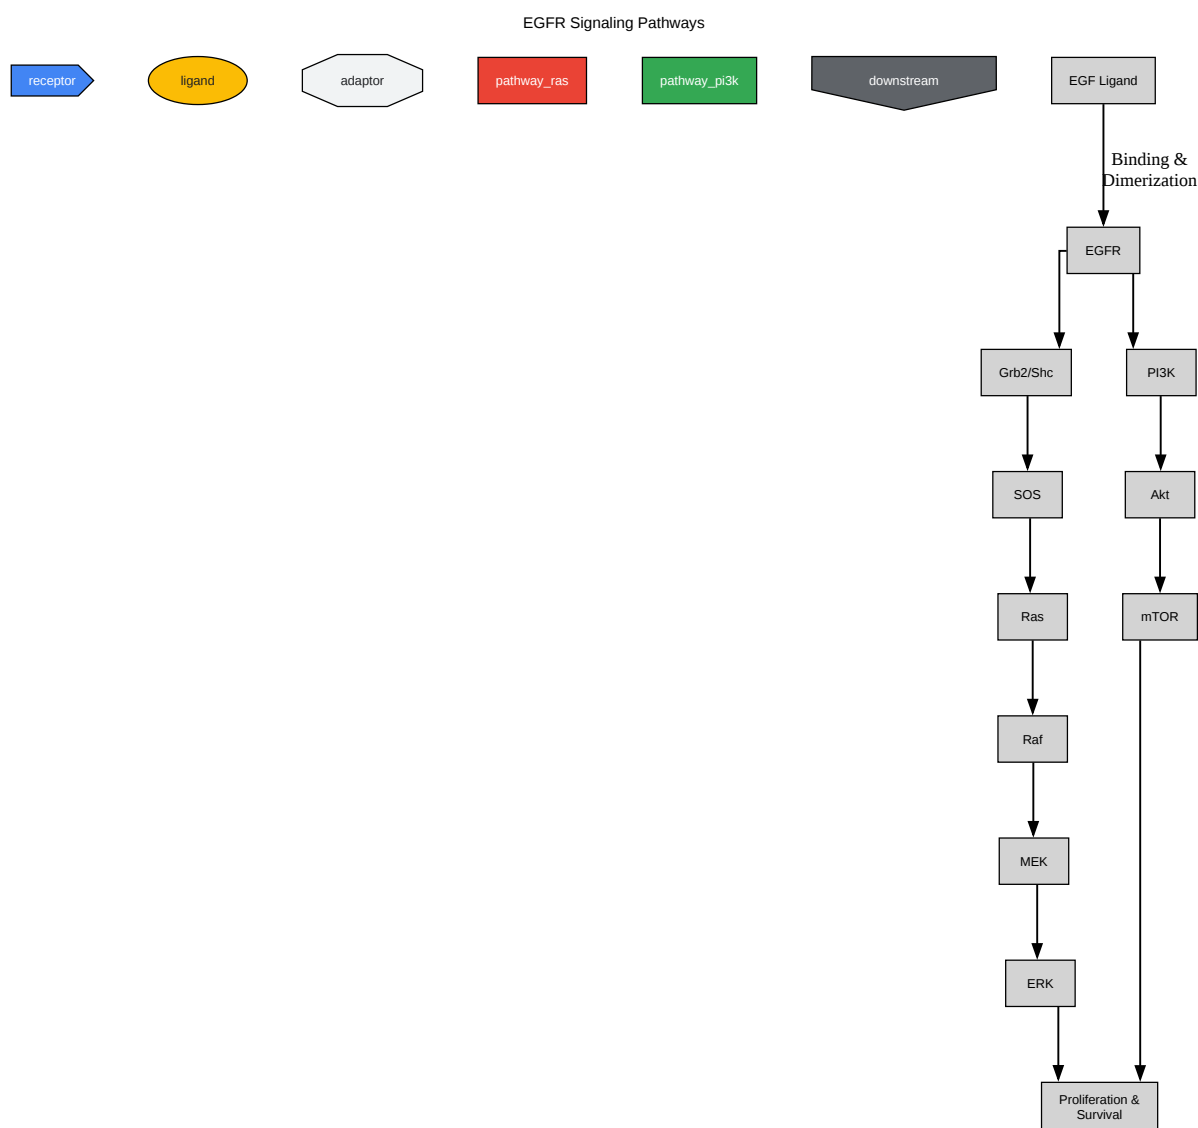 EGFR Signaling Pathways
receptor
ligand
adaptor
pathway_ras
pathway_pi3k
downstream
EGF Ligand
Binding &
Dimerization
EGFR
Grb2/Shc
PI3K
SOS
Akt
Ras
mTOR
Raf
MEK
ERK
Proliferation &
Survival